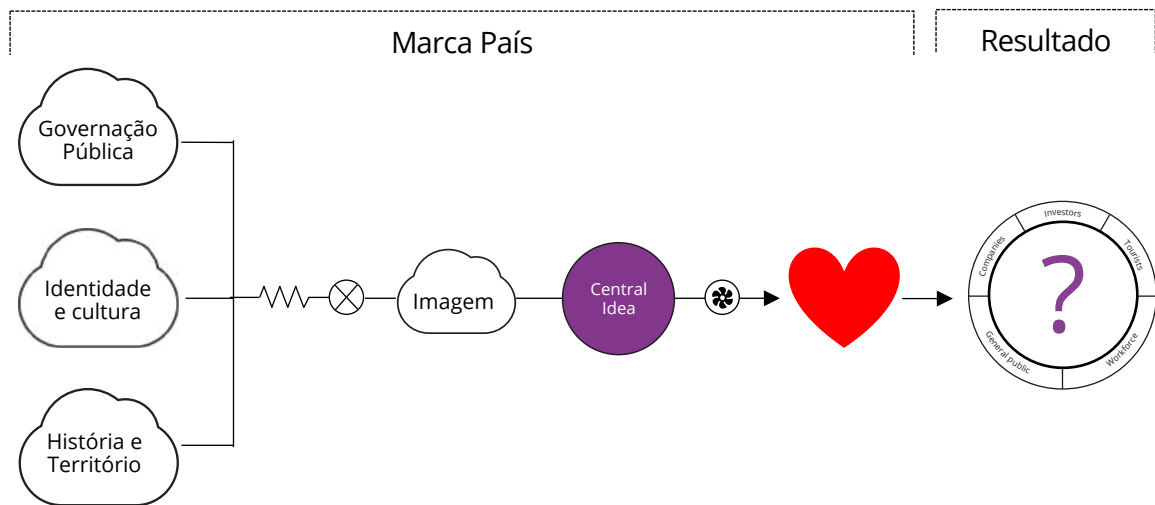 Marca País
Resultado
Governação
Pública
Identidade
e cultura
História e
Território
Imagem
Central
Idea
Companies
Investors
Tourists
General public
Workforce
?